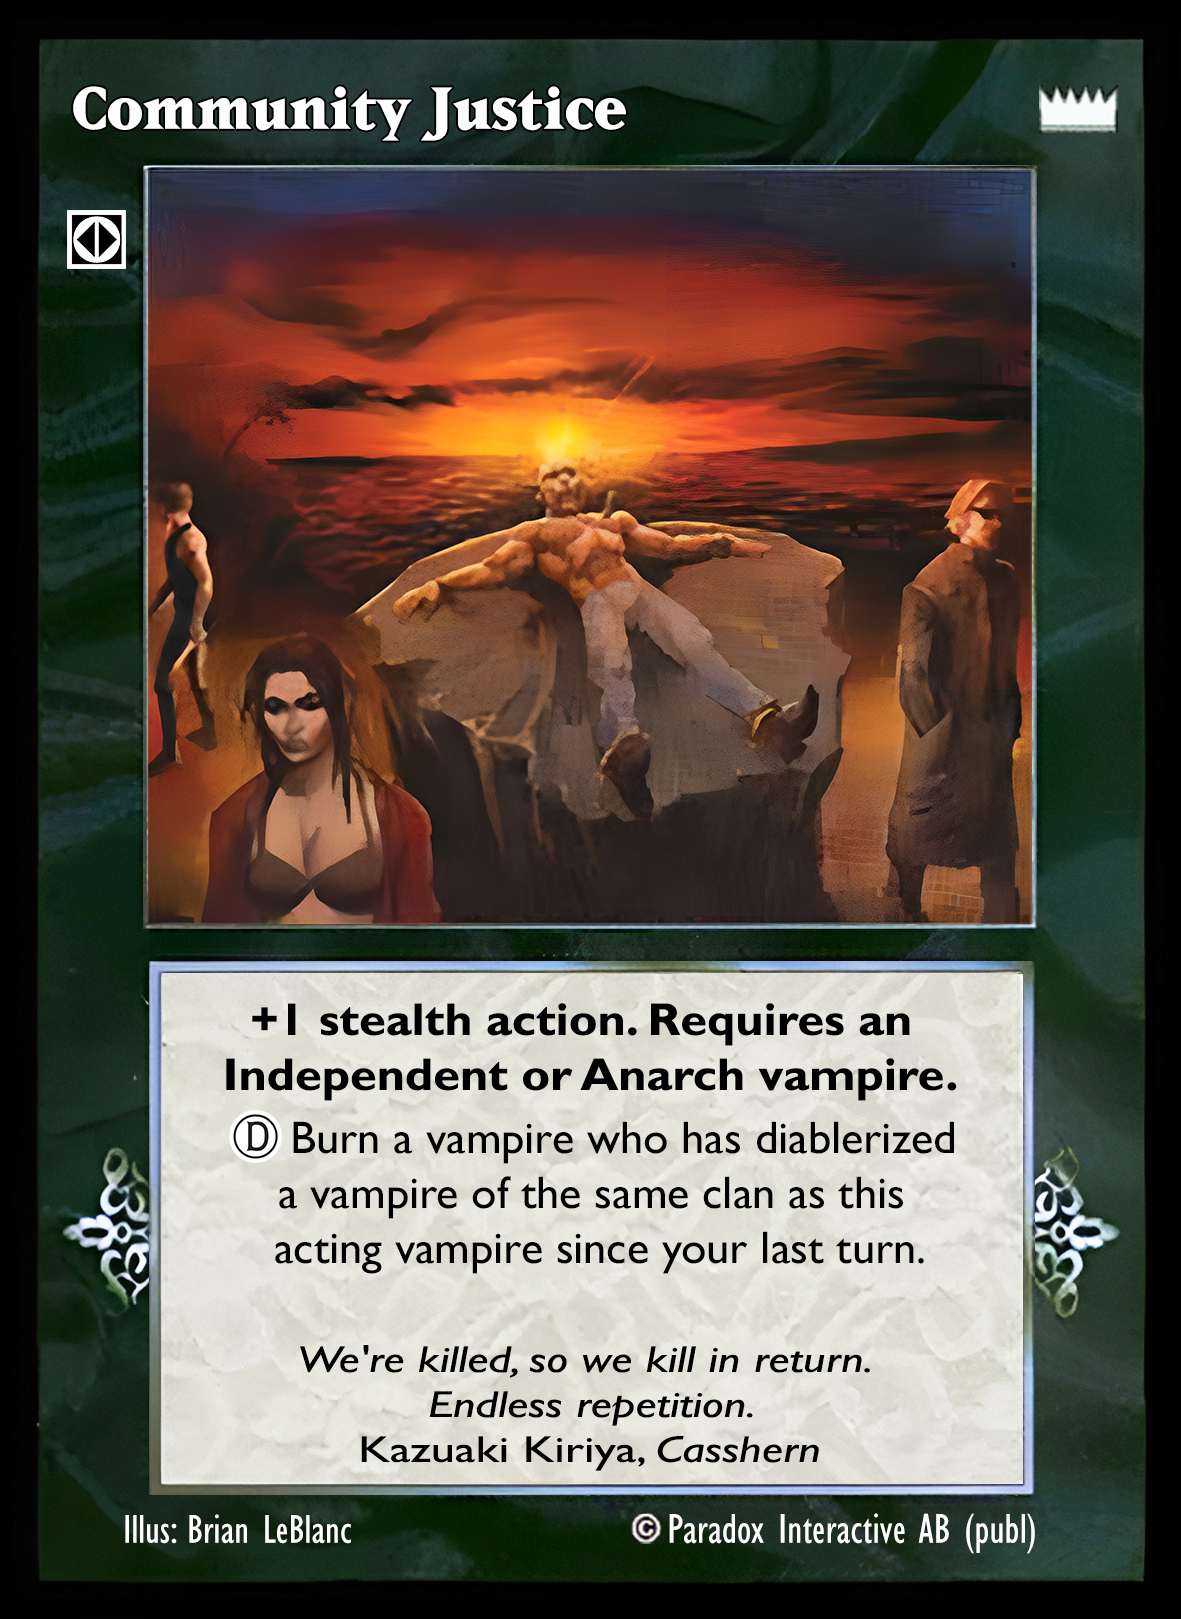 Community Justice
+1 stealth action. Requires an
Independent or Anarch vampire.
Ⓓ Burn a vampire who has diablerized
a vampire of the same clan as this
acting vampire since your last turn.
We're killed, so we kill in return.
Endless repetition.
Kazuaki Kiriya, Casshern
Illus: Brian LeBlanc
© Paradox Interactive AB (publ)